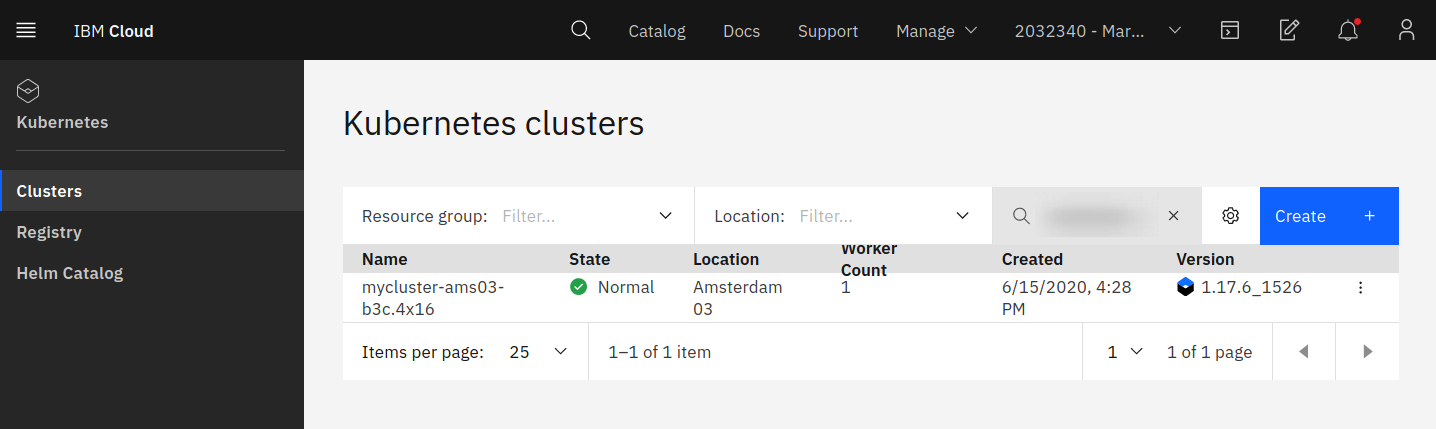 IBM Cloud
Catalog
Docs
Support
Manage
2032340 - Mar...
Kubernetes
Clusters
Registry
Helm Catalog
Kubernetes clusters
Resource group: Filter...
Location: Filter...
Create +
Name
State
Location
Worker
Count
Created
Version
mycluster-ams03-
b3c.4x16
Normal
Amsterdam
03
1
6/15/2020, 4:28
PM
1.17.6_1526
Items per page: 25
1–1 of 1 item
1
1 of 1 page